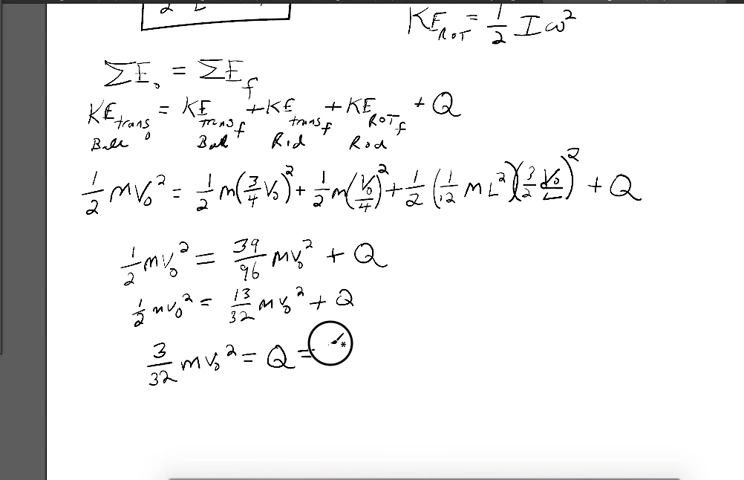 KE_ROT = 1/2 I ω²
ΣE₀ = ΣE_f
KE_trans₀ = KE_trans_f + KE_trans_f + KE_ROT_f + Q
Ball Ball Rod Rod
1/2 mv₀² = 1/2 m(3/4 v₀)² + 1/2 m(v₀/4)² + 1/2 (1/12 mL²)(3/2 v₀/L)² + Q
1/2 mv₀² = 39/96 mv₀² + Q
1/2 mv₀² = 13/32 mv₀² + Q
3/32 mv₀² = Q =